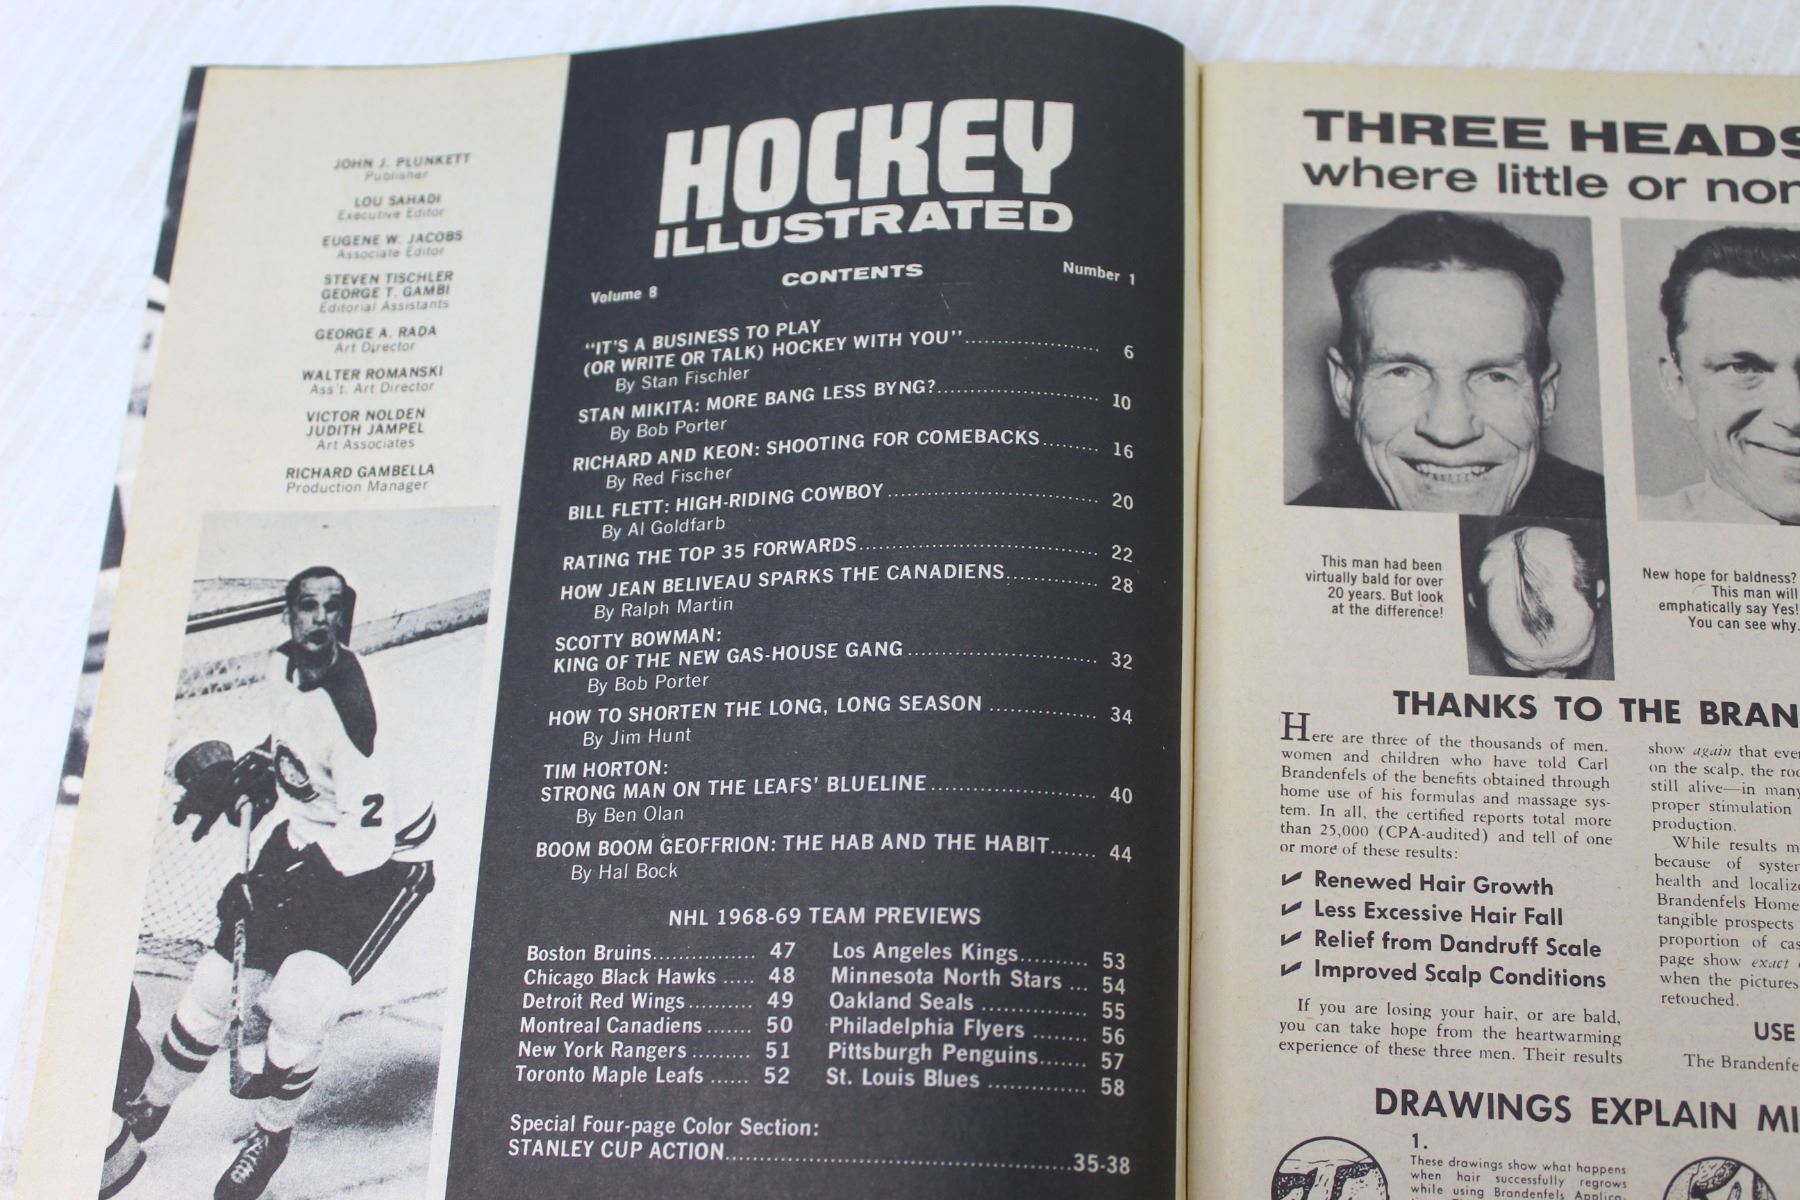 JOHN J. PLUNKETT
Publisher
LOU SAHADI
Executive Editor
EUGENE W. JACOBS
Associate Editor
STEVEN TISCHLER
GEORGE T. GAMBI
Editorial Assistants
GEORGE A. RADA
Art Director
WALTER ROMANSKI
Ass't. Art Director
VICTOR NOLDEN
JUDITH JAMPEL
Art Associates
RICHARD GAMBELLA
Production Manager
2
HOCKEY
ILLUSTRATED
Volume 8 CONTENTS Number 1
“IT'S A BUSINESS TO PLAY
(OR WRITE OR TALK) HOCKEY WITH YOU” 6
By Stan Fischler
STAN MIKITA: MORE BANG LESS BYNG? 10
By Bob Porter
RICHARD AND KEON: SHOOTING FOR COMEBACKS 16
By Red Fischer
BILL FLETT: HIGH-RIDING COWBOY 20
By Al Goldfarb
RATING THE TOP 35 FORWARDS 22
HOW JEAN BELIVEAU SPARKS THE CANADIENS 28
By Ralph Martin
SCOTTY BOWMAN:
KING OF THE NEW GAS-HOUSE GANG 32
By Bob Porter
HOW TO SHORTEN THE LONG, LONG SEASON 34
By Jim Hunt
TIM HORTON:
STRONG MAN ON THE LEAFS' BLUELINE 40
By Ben Olan
BOOM BOOM GEOFFRION: THE HAB AND THE HABIT 44
By Hal Bock
NHL 1968-69 TEAM PREVIEWS
Boston Bruins 47
Chicago Black Hawks 48
Detroit Red Wings 49
Montreal Canadiens 50
New York Rangers 51
Toronto Maple Leafs 52
Los Angeles Kings 53
Minnesota North Stars 54
Oakland Seals 55
Philadelphia Flyers 56
Pittsburgh Penguins 57
St. Louis Blues 58
Special Four-page Color Section:
STANLEY CUP ACTION 35-38
THREE HEADS
where little or non
This man had been
virtually bald for over
20 years. But look
at the difference!
New hope for baldness?
This man will
emphatically say Yes!
You can see why.
THANKS TO THE BRAN
Here are three of the thousands of men,
women and children who have told Carl
Brandenfels of the benefits obtained through
home use of his formulas and massage sys-
tem. In all, the certified reports total more
than 25,000 (CPA-audited) and tell of one
or more of these results:
✔ Renewed Hair Growth
✔ Less Excessive Hair Fall
✔ Relief from Dandruff Scale
✔ Improved Scalp Conditions
If you are losing your hair, or are bald,
you can take hope from the heartwarming
experience of these three men. Their results
show again that eve
on the scalp, the roo
still alive—in many
proper stimulation
production.
While results m
because of system
health and localize
Brandenfels Home
tangible prospects
proportion of cas
page show exact
when the pictures
retouched.
USE
The Brandenfe
DRAWINGS EXPLAIN MI
1.
These drawings show what happens
when hair successfully regrows
while using Brandenfels Applica-